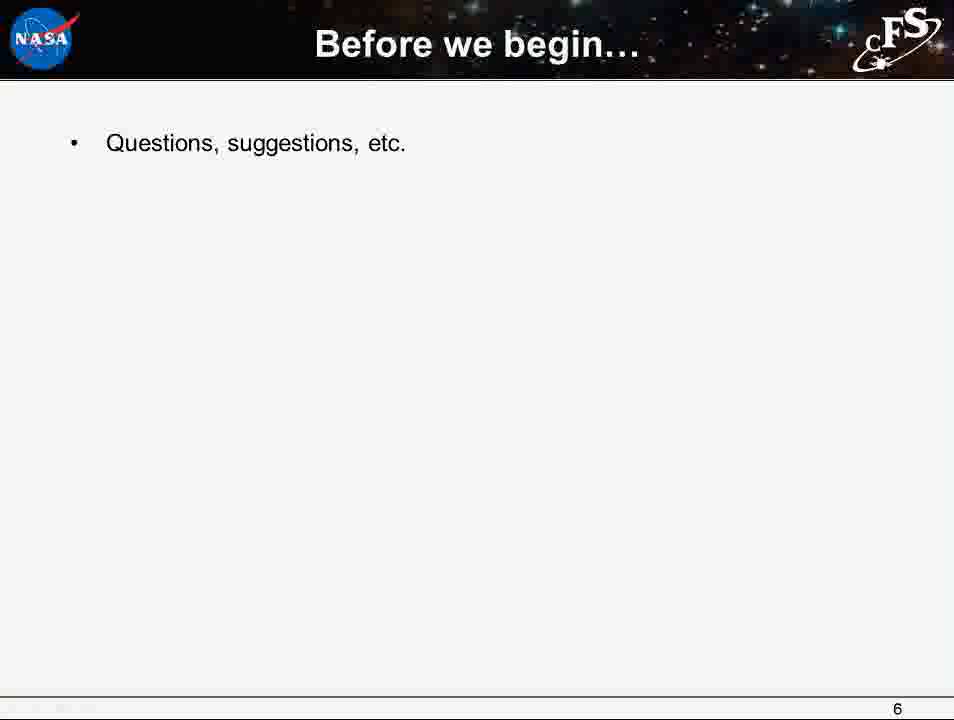 NASA
Before we begin…
cFS
• Questions, suggestions, etc.
6